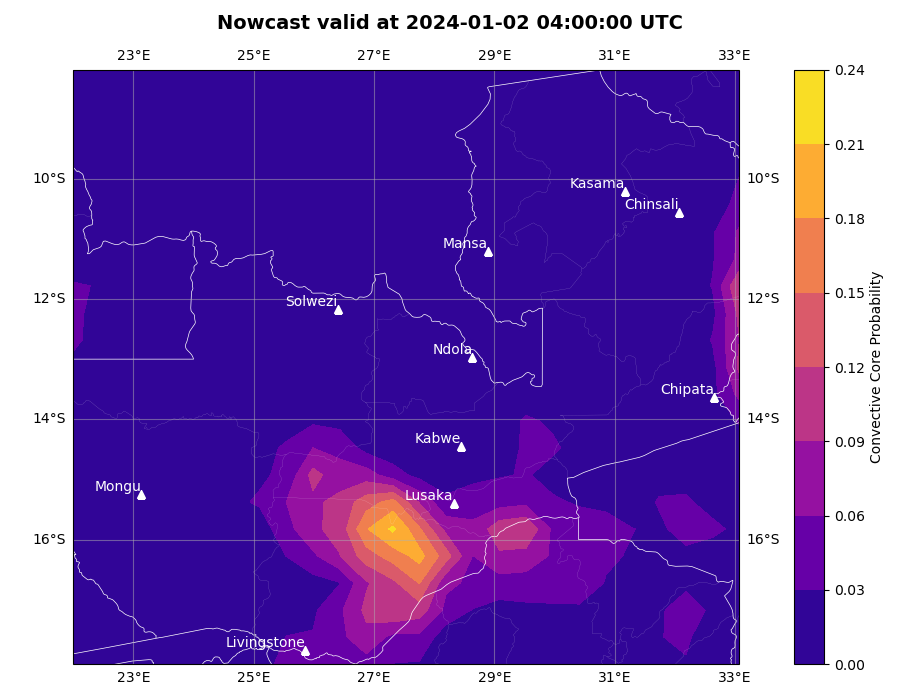 Nowcast valid at 2024-01-02 04:00:00 UTC
23°E 25°E 27°E 29°E 31°E 33°E
0.24
0.21
10°S 10°S
Kasama
Chinsali
0.18
Mansa
0.15
12°S 12°S
Solwezi
Ndola
0.12
Chipata
14°S 14°S
Kabwe
0.09
Mongu
Lusaka
0.06
16°S 16°S
0.03
Livingstone
0.00
23°E 25°E 27°E 29°E 31°E 33°E
Convective Core Probability